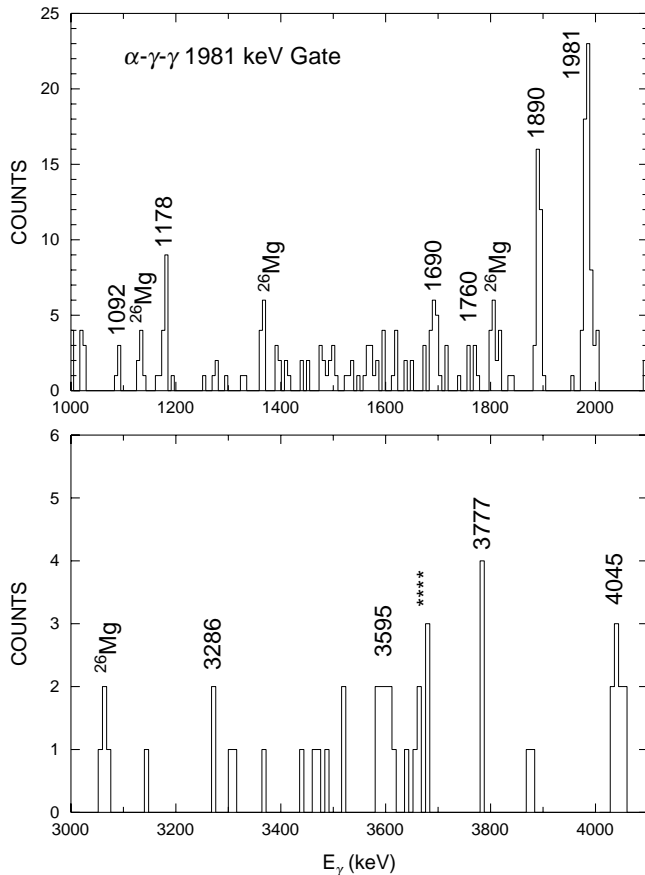 α-γ-γ 1981 keV Gate
COUNTS
25
20
15
10
5
0
1092
²⁶Mg
1178
²⁶Mg
1690
1760
²⁶Mg
1890
1981
1000 1200 1400 1600 1800 2000
COUNTS
6
5
4
3
2
1
0
²⁶Mg
3286
3595
****
3777
4045
3000 3200 3400 3600 3800 4000
Eγ (keV)